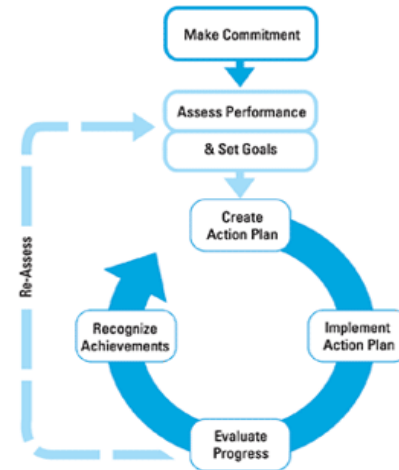 Make Commitment
Assess Performance
& Set Goals
Create
Action Plan
Re-Assess
Recognize
Achievements
Implement
Action Plan
Evaluate
Progress